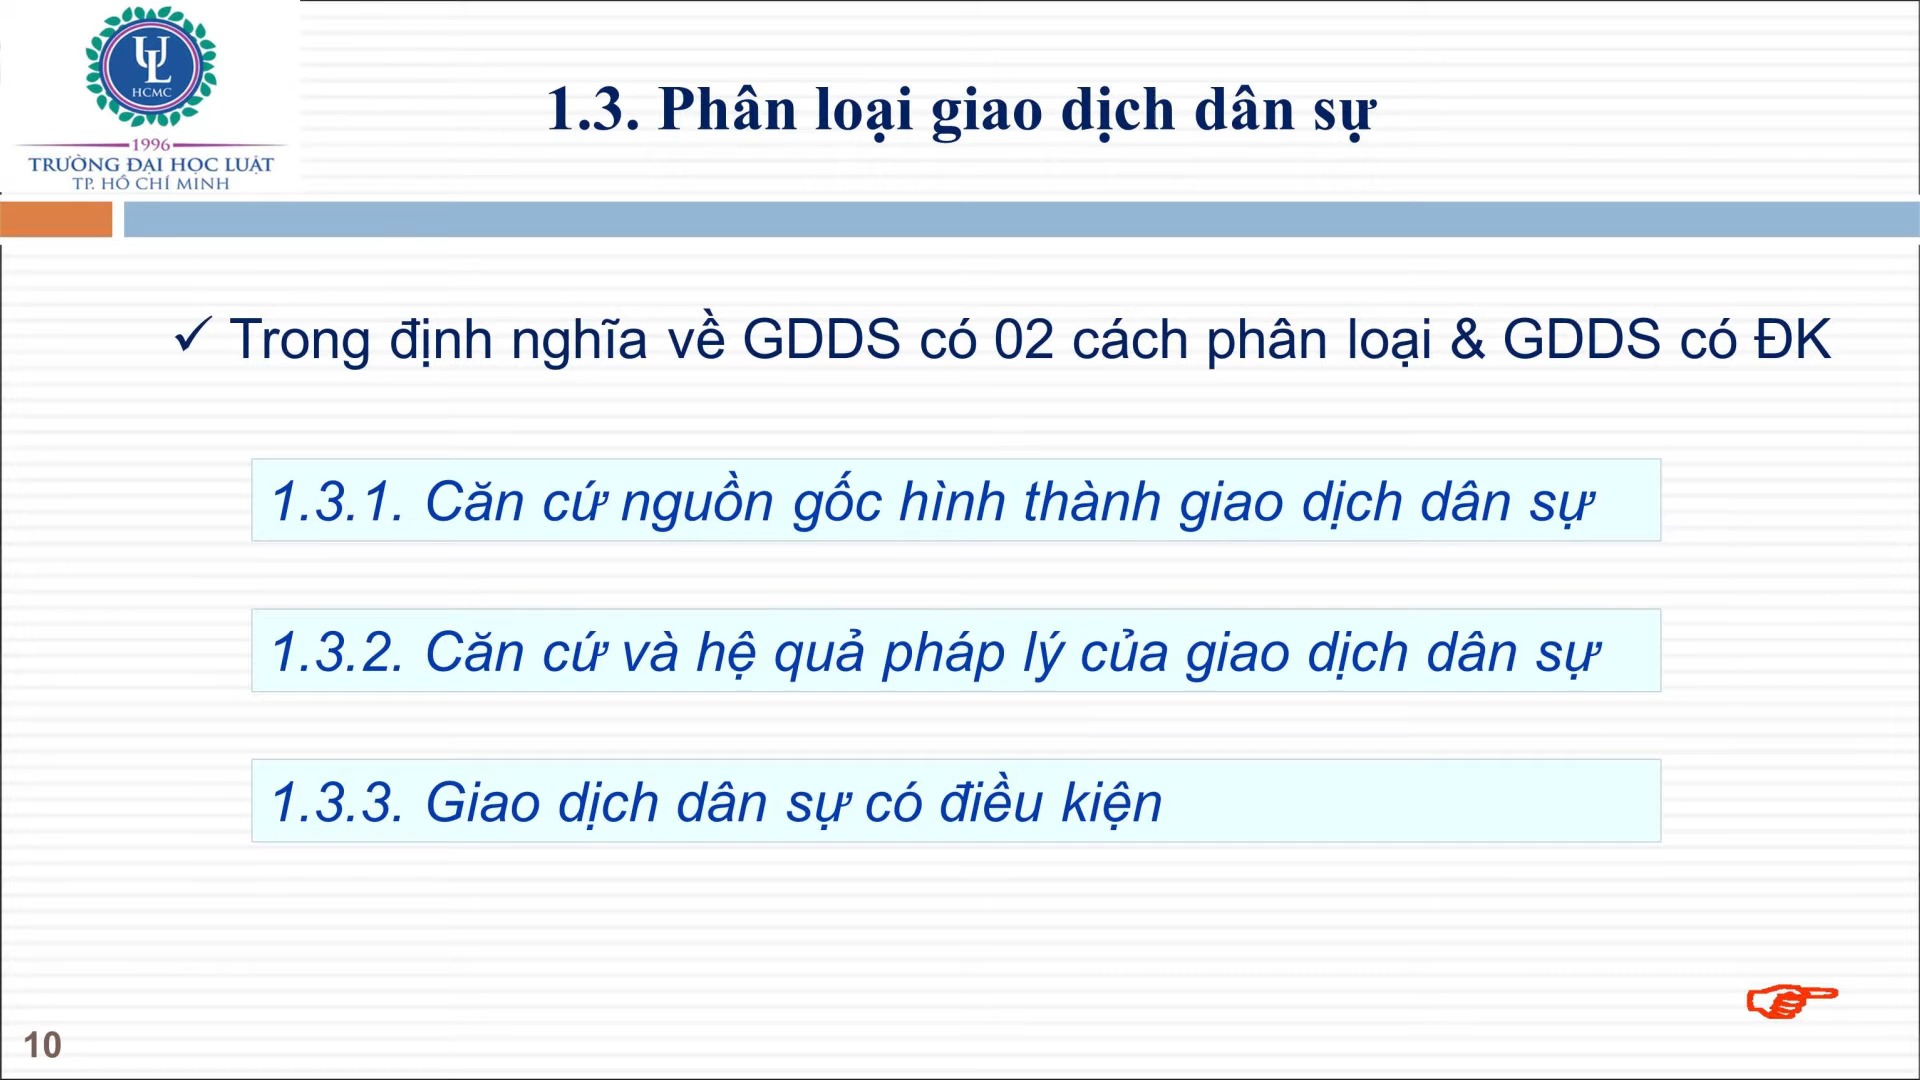 UL
HCMC
1996
TRƯỜNG ĐẠI HỌC LUẬT
TP. HỒ CHÍ MINH
1.3. Phân loại giao dịch dân sự
✓ Trong định nghĩa về GDDS có 02 cách phân loại & GDDS có ĐK
1.3.1. Căn cứ nguồn gốc hình thành giao dịch dân sự
1.3.2. Căn cứ và hệ quả pháp lý của giao dịch dân sự
1.3.3. Giao dịch dân sự có điều kiện
10